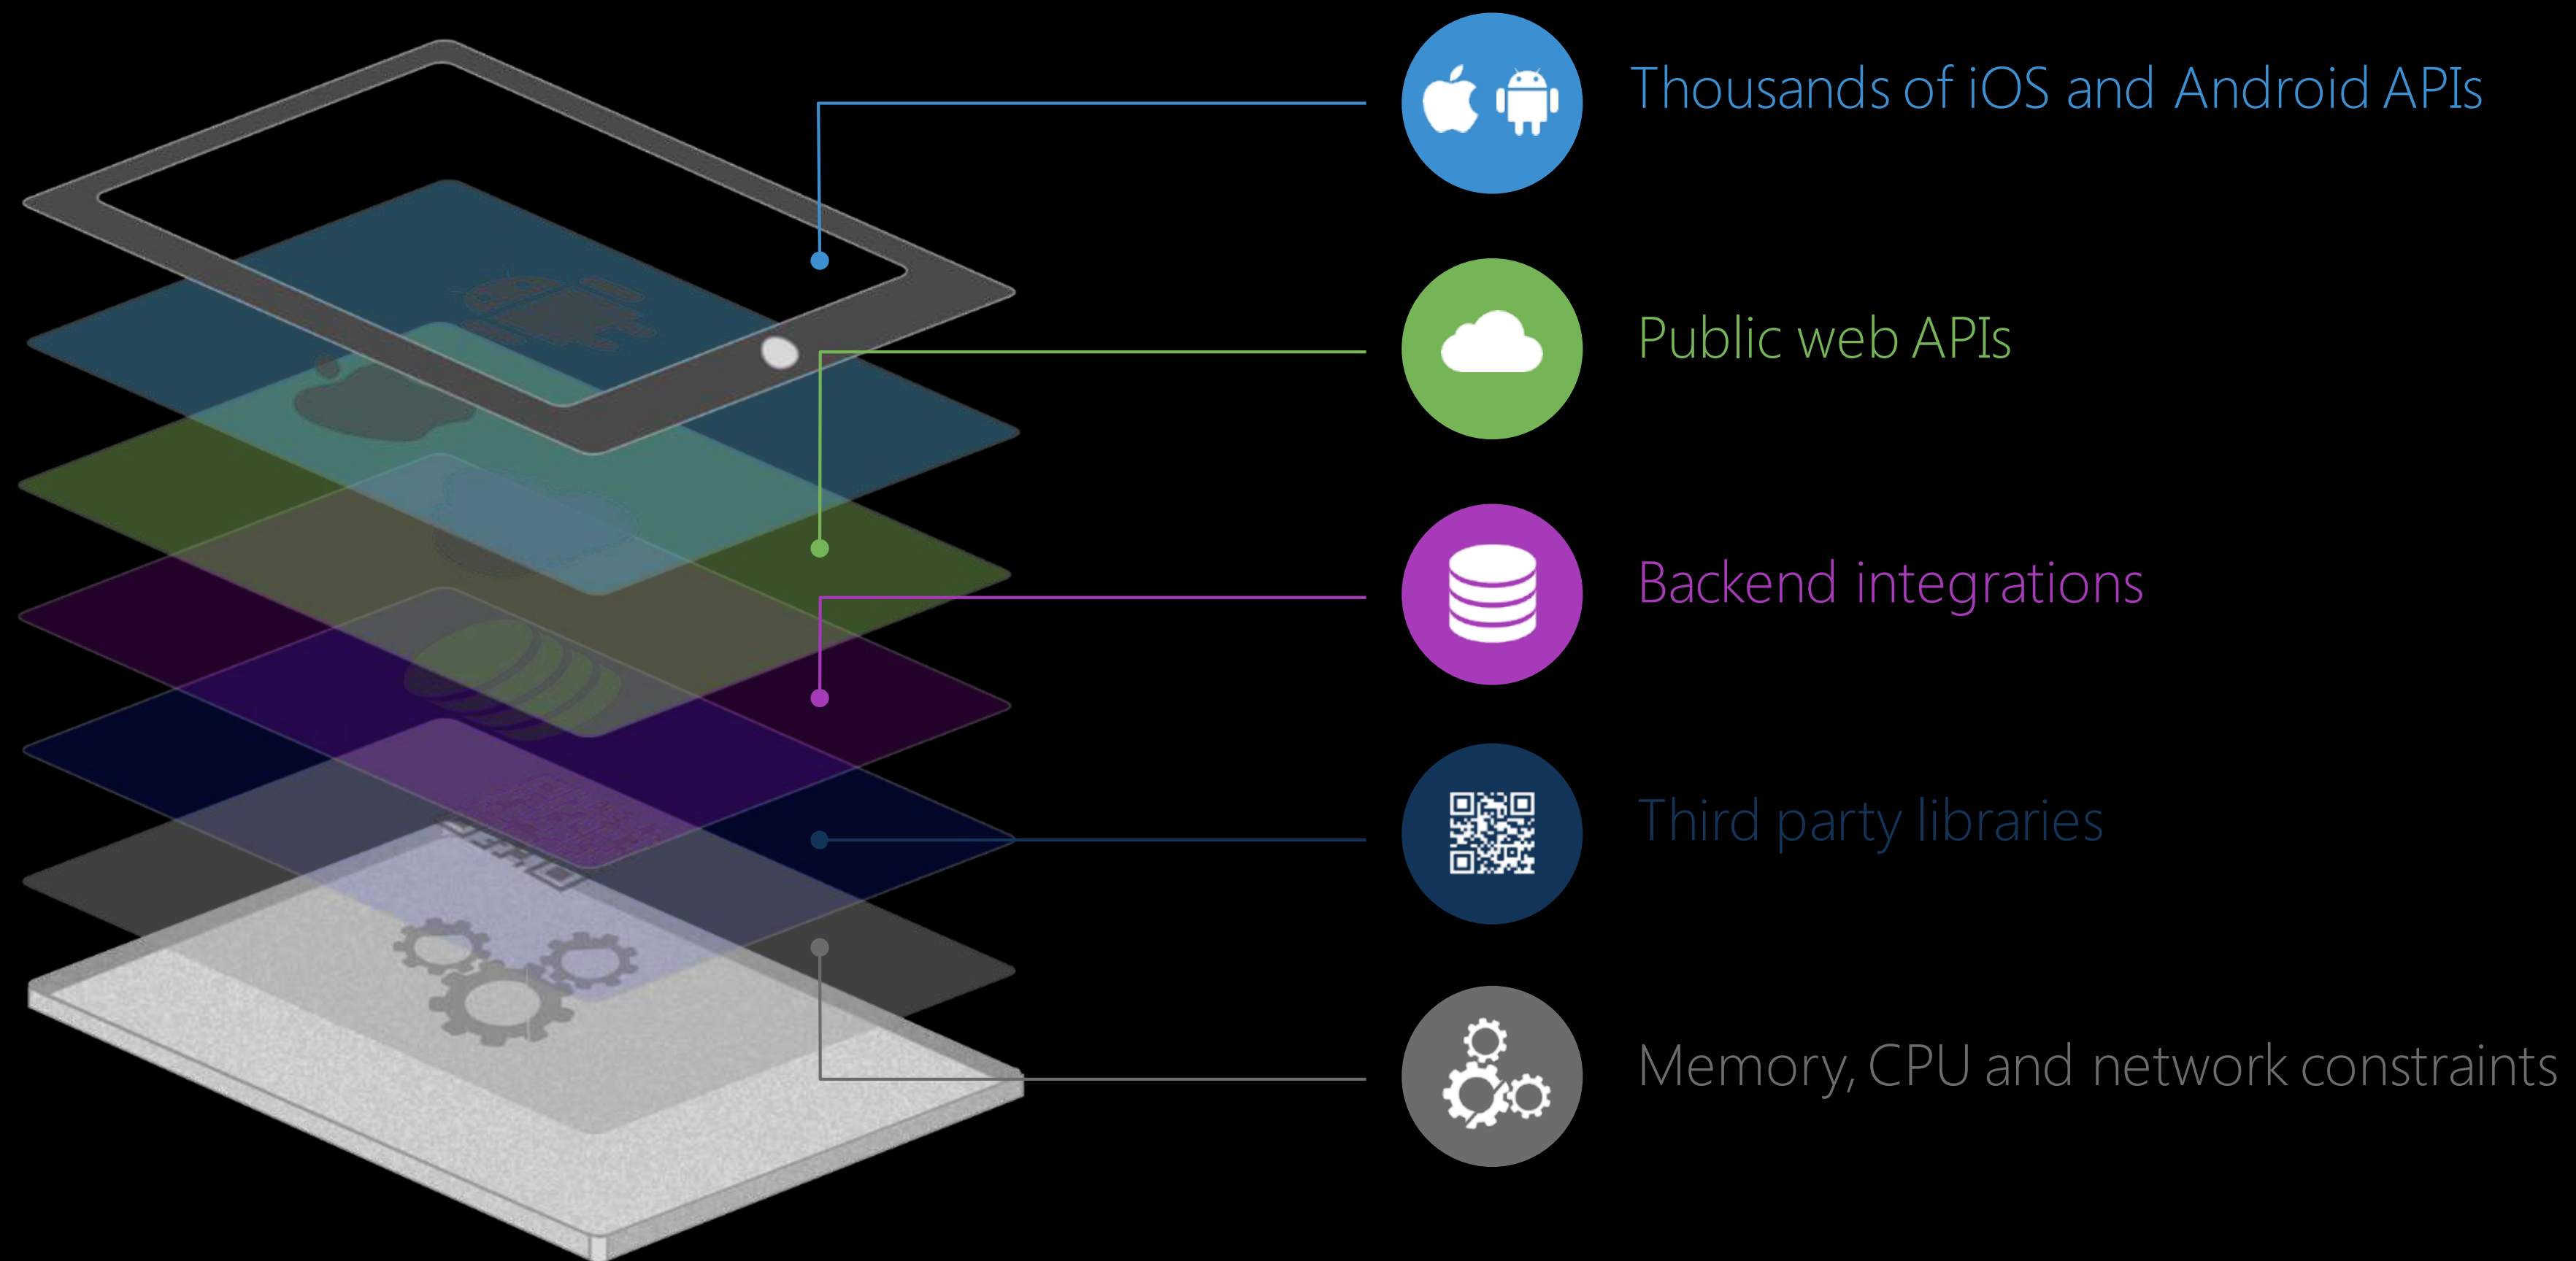 Thousands of iOS and Android APIs
Public web APIs
Backend integrations
Third party libraries
Memory, CPU and network constraints